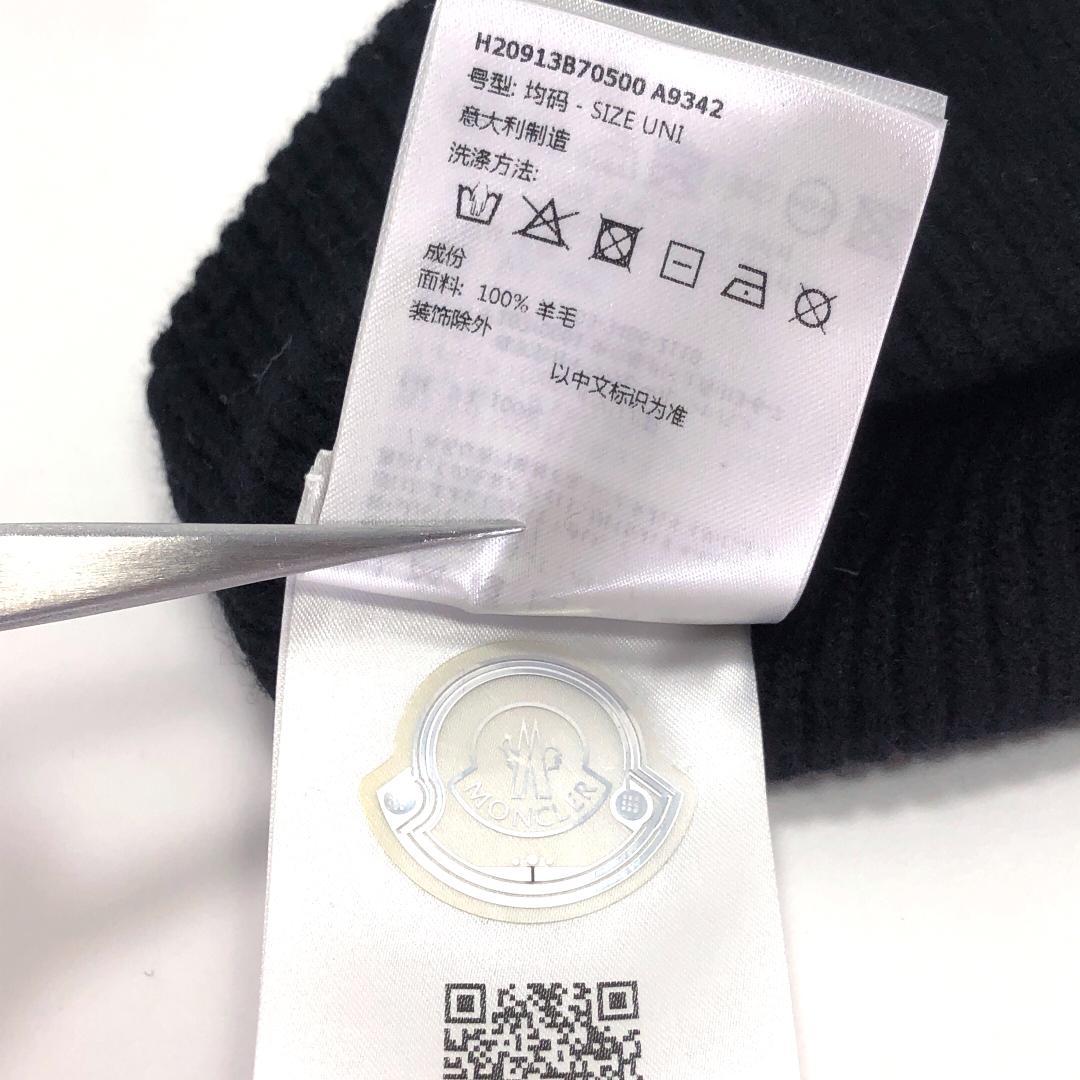 H20913B70500 A9342
号型: 均码 - SIZE UNI
意大利制造
洗涤方法:
成份
面料: 100% 羊毛
装饰除外
以中文标识为准
MONCLER
1